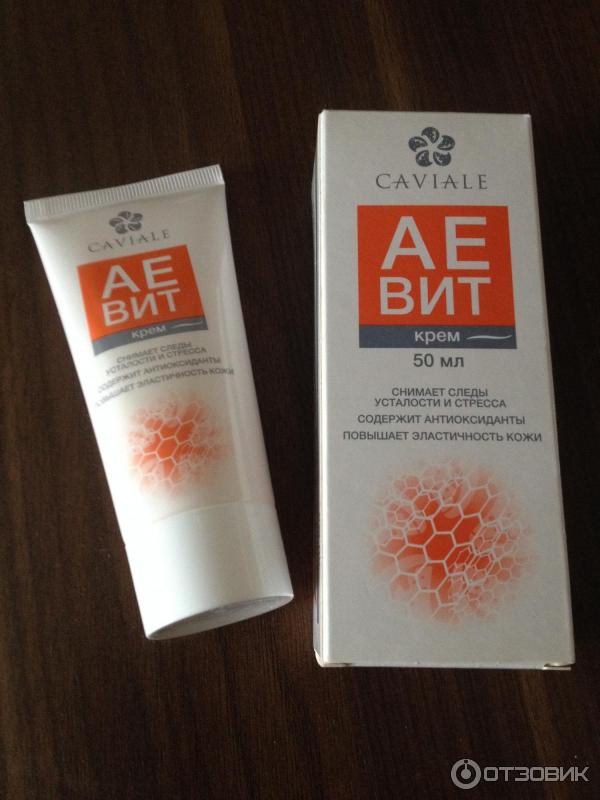 CAVIALE
АЕ
ВИТ
крем
СНИМАЕТ СЛЕДЫ
УСТАЛОСТИ И СТРЕССА
СОДЕРЖИТ АНТИОКСИДАНТЫ
ПОВЫШАЕТ ЭЛАСТИЧНОСТЬ КОЖИ
CAVIALE
АЕ
ВИТ
крем
50 мл
СНИМАЕТ СЛЕДЫ
УСТАЛОСТИ И СТРЕССА
СОДЕРЖИТ АНТИОКСИДАНТЫ
ПОВЫШАЕТ ЭЛАСТИЧНОСТЬ КОЖИ
ОТЗОВИК